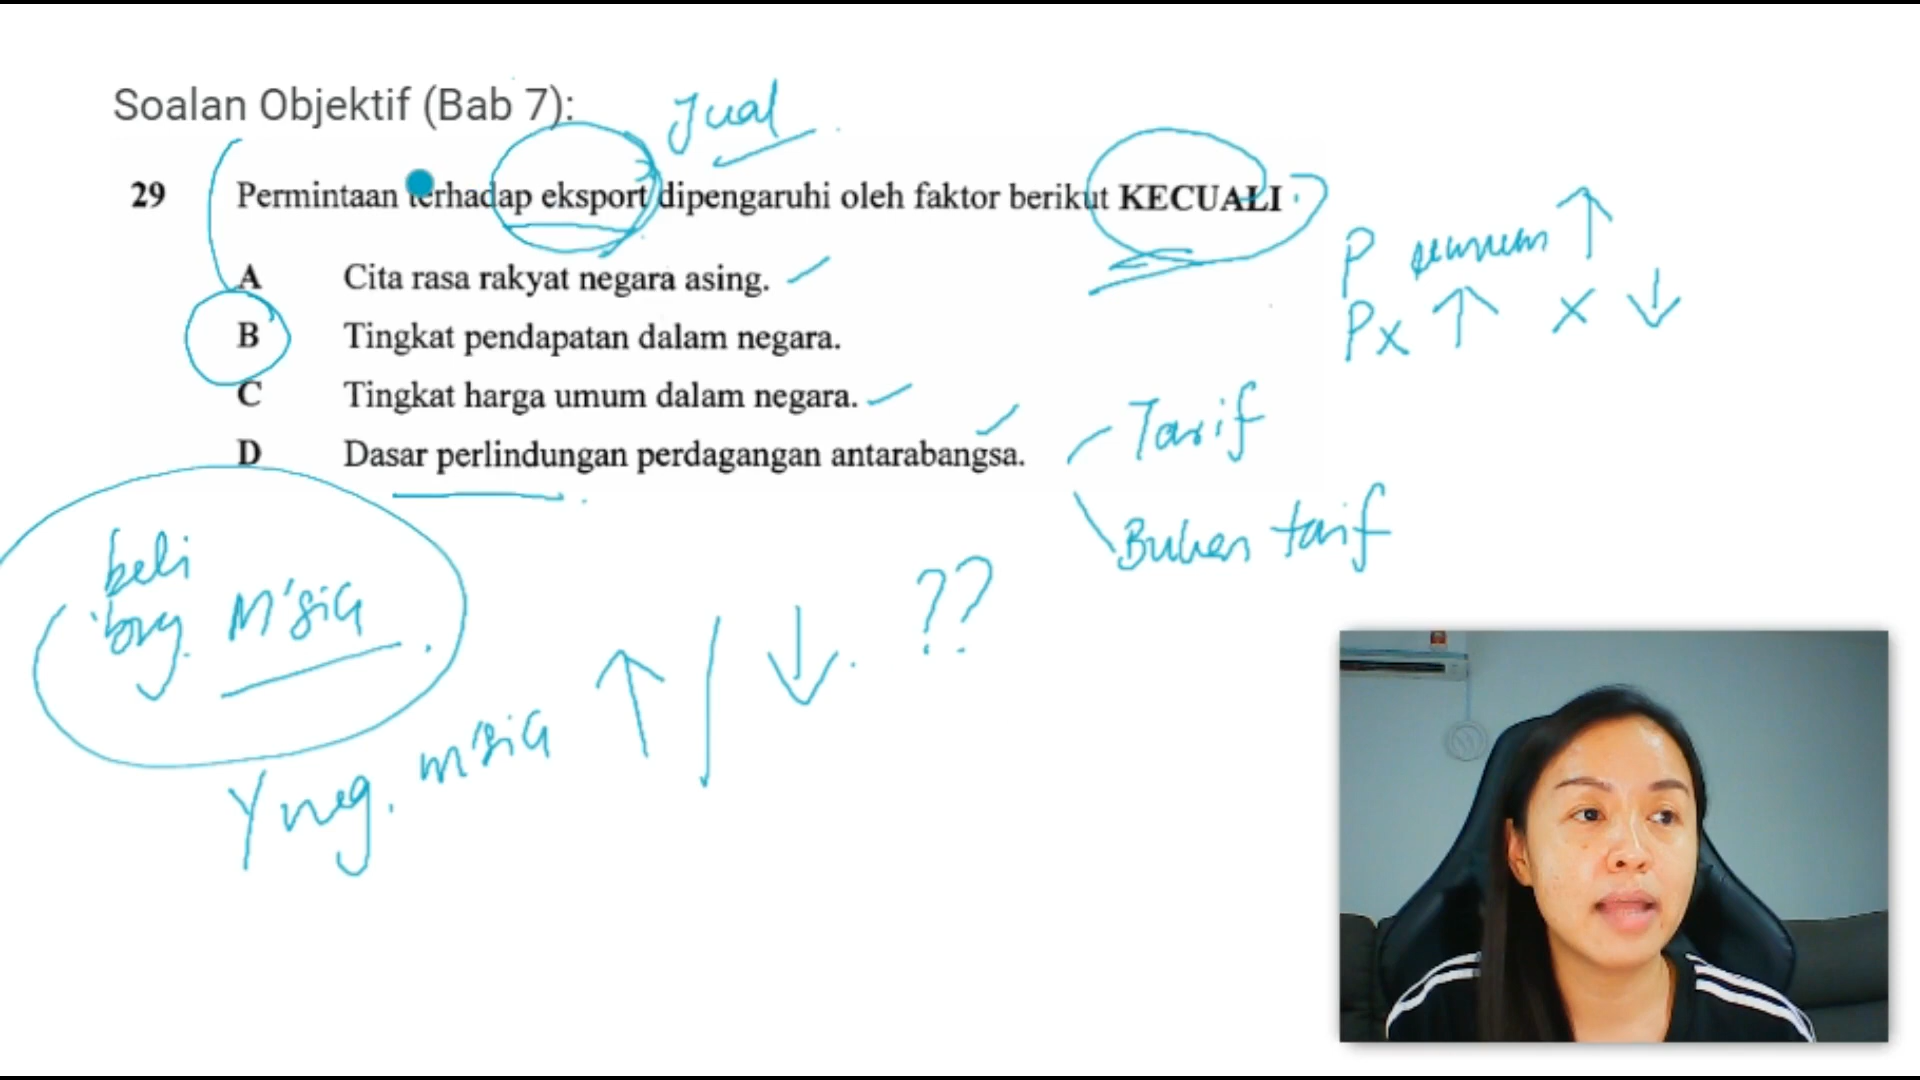 Soalan Objektif (Bab 7):
Jual
29 Permintaan terhadap eksport dipengaruhi oleh faktor berikut KECUALI
A Cita rasa rakyat negara asing.
B Tingkat pendapatan dalam negara.
C Tingkat harga umum dalam negara.
D Dasar perlindungan perdagangan antarabangsa.
P ↑
Px ↑ X ↓
Tarif
Bukan tarif
beli
org. M'sia
Y neg. M'sia ↑ / ↓. ??